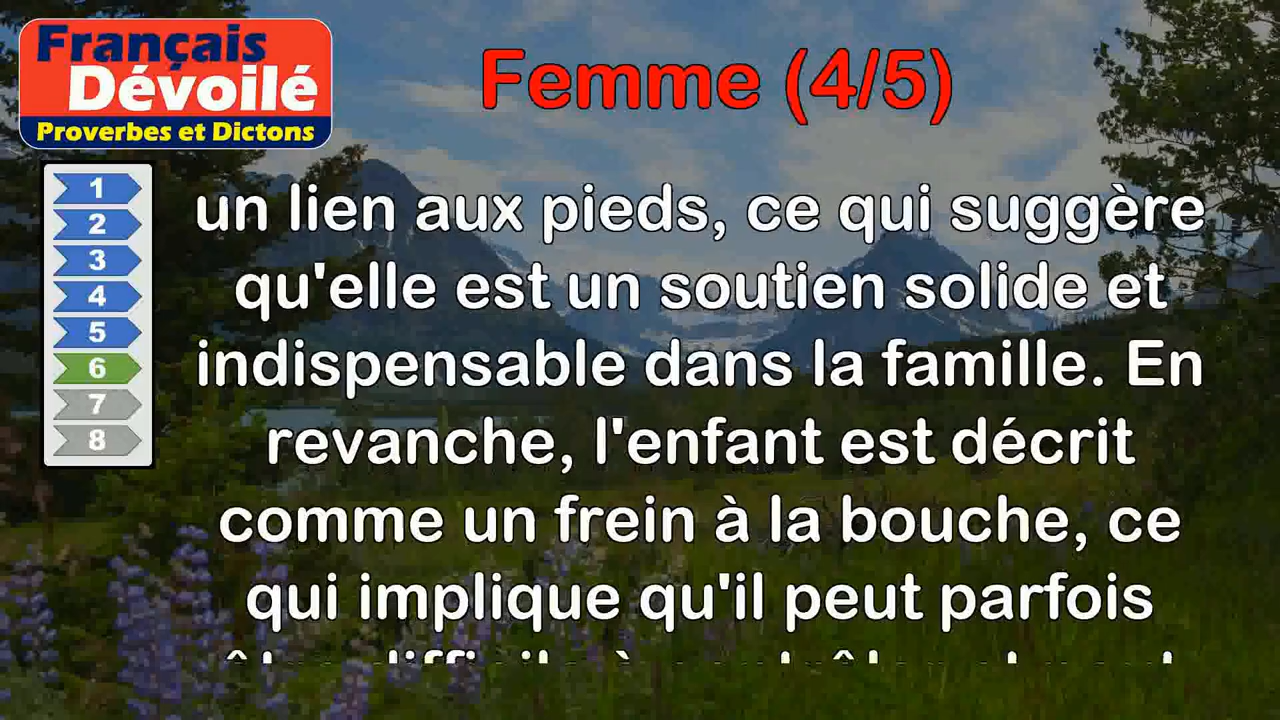 Français
Dévoilé
Proverbes et Dictons
Femme (4/5)
1
2
3
4
5
6
7
8
un lien aux pieds, ce qui suggère
qu'elle est un soutien solide et
indispensable dans la famille. En
revanche, l'enfant est décrit
comme un frein à la bouche, ce
qui implique qu'il peut parfois